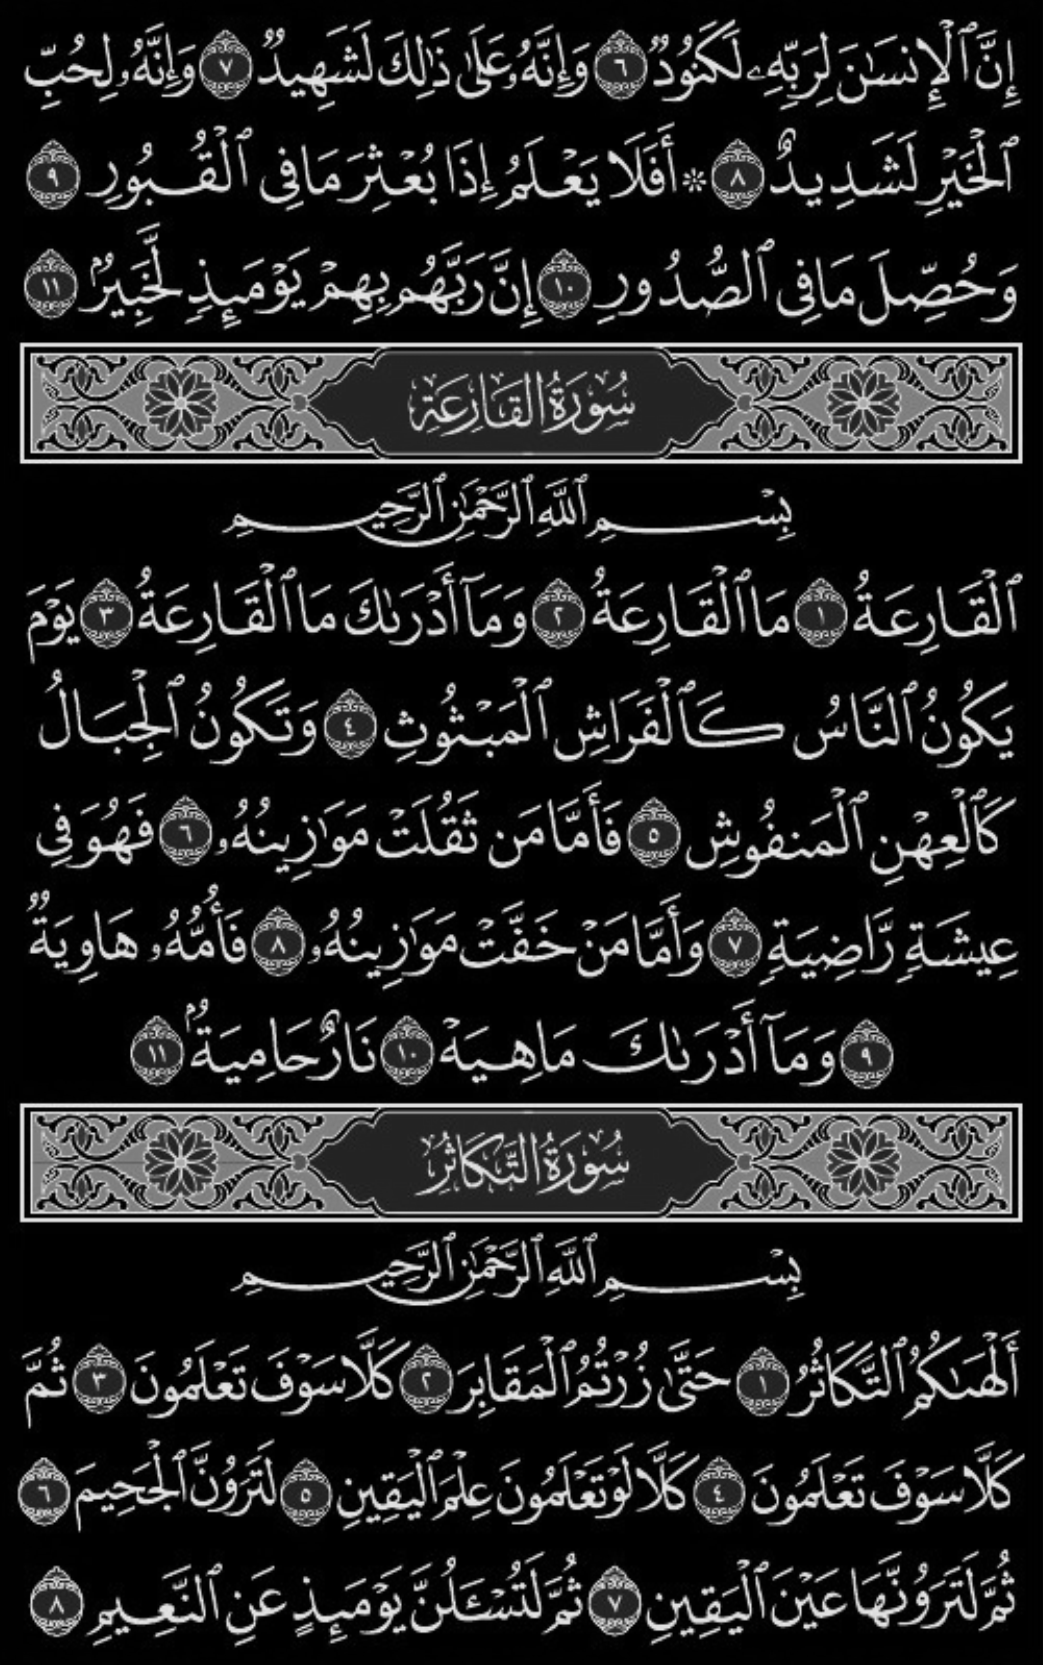 إِنَّ ٱلْإِنسَٰنَ لِرَبِّهِۦ لَكَنُودٌ ٦ وَإِنَّهُۥ عَلَىٰ ذَٰلِكَ لَشَهِيدٌ ٧ وَإِنَّهُۥ لِحُبِّ
ٱلْخَيْرِ لَشَدِيدٌ ٨ ۞ أَفَلَا يَعْلَمُ إِذَا بُعْثِرَ مَا فِى ٱلْقُبُورِ ٩
وَحُصِّلَ مَا فِى ٱلصُّدُورِ ١٠ إِنَّ رَبَّهُم بِهِمْ يَوْمَئِذٍ لَّخَبِيرٌۢ ١١
سُورَةُ القَارِعَةِ
بِسْمِ ٱللَّهِ ٱلرَّحْمَٰنِ ٱلرَّحِيمِ
ٱلْقَارِعَةُ ١ مَا ٱلْقَارِعَةُ ٢ وَمَآ أَدْرَىٰكَ مَا ٱلْقَارِعَةُ ٣ يَوْمَ
يَكُونُ ٱلنَّاسُ كَٱلْفَرَاشِ ٱلْمَبْثُوثِ ٤ وَتَكُونُ ٱلْجِبَالُ
كَٱلْعِهْنِ ٱلْمَنفُوشِ ٥ فَأَمَّا مَن ثَقُلَتْ مَوَٰزِينُهُۥ ٦ فَهُوَ فِى
عِيشَةٍ رَّاضِيَةٍ ٧ وَأَمَّا مَنْ خَفَّتْ مَوَٰزِينُهُۥ ٨ فَأُمُّهُۥ هَاوِيَةٌ
٩ وَمَآ أَدْرَىٰكَ مَا هِيَهْ ١٠ نَارٌ حَامِيَةٌۢ ١١
سُورَةُ التَّكَاثُرِ
بِسْمِ ٱللَّهِ ٱلرَّحْمَٰنِ ٱلرَّحِيمِ
أَلْهَىٰكُمُ ٱلتَّكَاثُرُ ١ حَتَّىٰ زُرْتُمُ ٱلْمَقَابِرَ ٢ كَلَّا سَوْفَ تَعْلَمُونَ ٣ ثُمَّ
كَلَّا سَوْفَ تَعْلَمُونَ ٤ كَلَّا لَوْ تَعْلَمُونَ عِلْمَ ٱلْيَقِينِ ٥ لَتَرَوُنَّ ٱلْجَحِيمَ ٦
ثُمَّ لَتَرَوُنَّهَا عَيْنَ ٱلْيَقِينِ ٧ ثُمَّ لَتُسْـَٔلُنَّ يَوْمَئِذٍ عَنِ ٱلنَّعِيمِ ٨